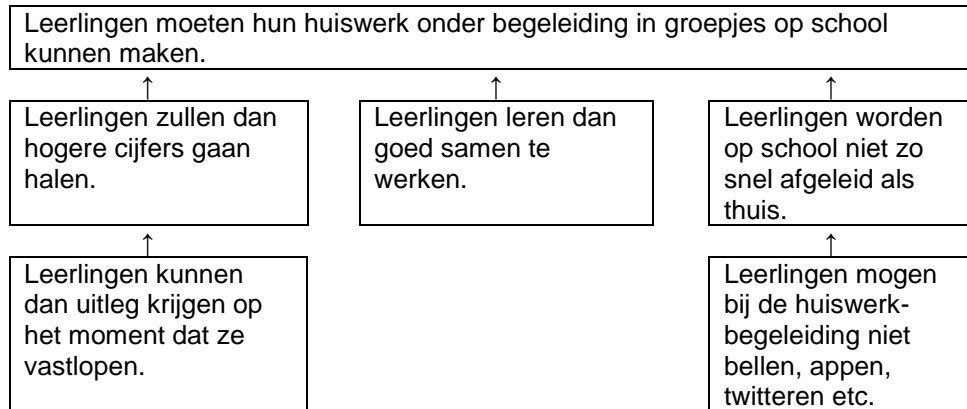 Leerlingen moeten hun huiswerk onder begeleiding in groepjes op school
kunnen maken.
↑ ↑ ↑
Leerlingen zullen dan
hogere cijfers gaan
halen.
Leerlingen leren dan
goed samen te
werken.
Leerlingen worden
op school niet zo
snel afgeleid als
thuis.
↑ ↑
Leerlingen kunnen
dan uitleg krijgen op
het moment dat ze
vastlopen.
Leerlingen mogen
bij de huiswerk-
begeleiding niet
bellen, appen,
twitteren etc.